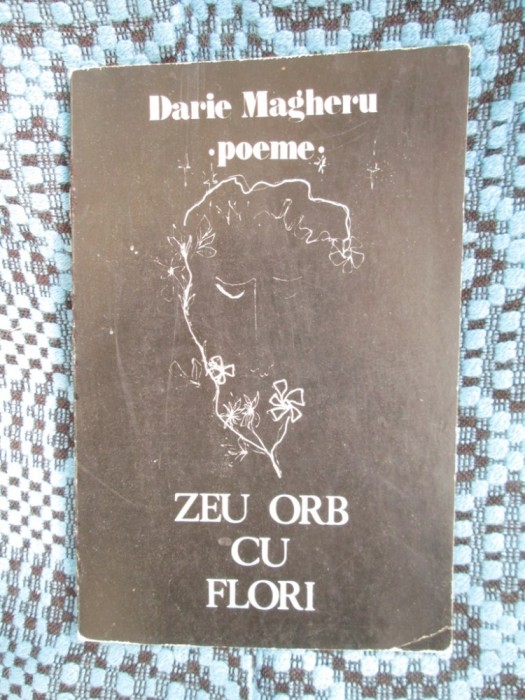 Darie Magheru
·poeme·
ZEU ORB
CU
FLORI